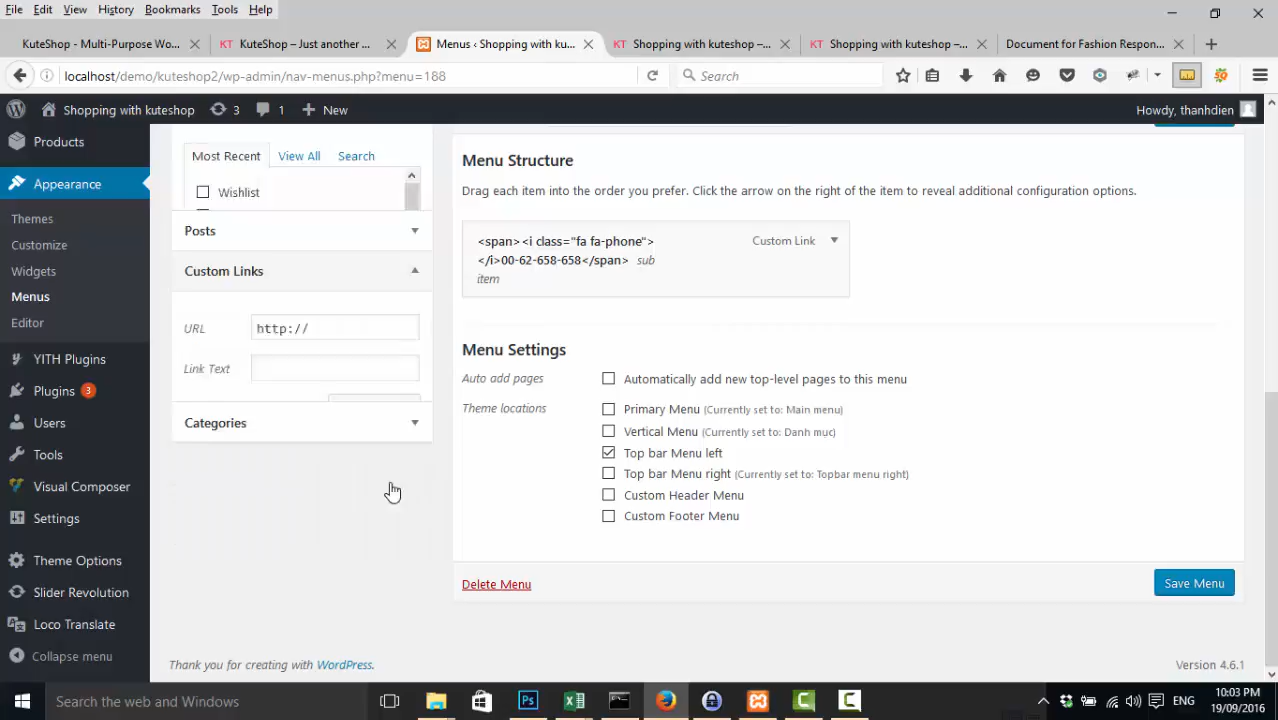 File Edit View History Bookmarks Tools Help
KuteShop - Multi-Purpose Wo...
KT KuteShop – Just another ...
Menus ‹ Shopping with ku...
KT Shopping with kuteshop –...
KT Shopping with kuteshop –...
Document for Fashion Respon...
localhost/demo/kuteshop2/wp-admin/nav-menus.php?menu=188
Search
Shopping with kuteshop 3 1 New
Howdy, thanhdien
Products
Appearance
Themes
Customize
Widgets
Menus
Editor
YITH Plugins
Plugins 3
Users
Tools
Visual Composer
Settings
Theme Options
Slider Revolution
Loco Translate
Collapse menu
Most Recent View All Search
Wishlist
Posts
Custom Links
URL http://
Link Text
Categories
Menu Structure
Drag each item into the order you prefer. Click the arrow on the right of the item to reveal additional configuration options.
<span><i class="fa fa-phone"> Custom Link
</i>00-62-658-658</span> sub
item
Menu Settings
Auto add pages Automatically add new top-level pages to this menu
Theme locations Primary Menu (Currently set to: Main menu)
Vertical Menu (Currently set to: Danh mục)
Top bar Menu left
Top bar Menu right (Currently set to: Topbar menu right)
Custom Header Menu
Custom Footer Menu
Delete Menu Save Menu
Thank you for creating with WordPress. Version 4.6.1
Search the web and Windows
ENG
10:03 PM
19/09/2016